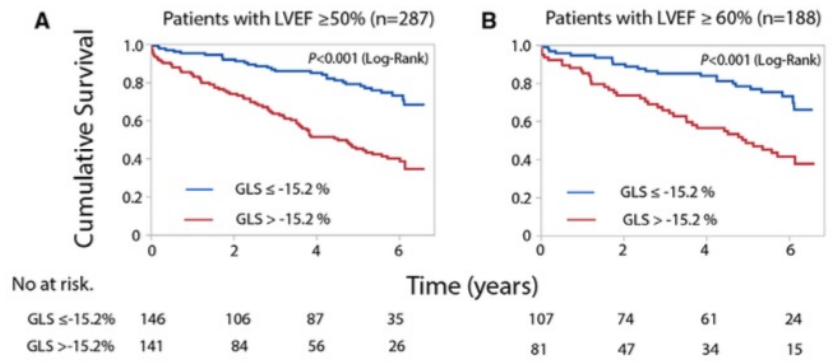 A
Patients with LVEF ≥50% (n=287)
P<0.001 (Log-Rank)
Cumulative Survival
1.0
0.8
0.6
0.4
0.2
0
GLS ≤ -15.2 %
GLS > -15.2 %
0 2 4 6
B
Patients with LVEF ≥ 60% (n=188)
P<0.001 (Log-Rank)
1.0
0.8
0.6
0.4
0.2
0
GLS ≤ -15.2 %
GLS > -15.2 %
0 2 4 6
No at risk.
Time (years)
GLS ≤-15.2% 146 106 87 35 107 74 61 24
GLS >-15.2% 141 84 56 26 81 47 34 15